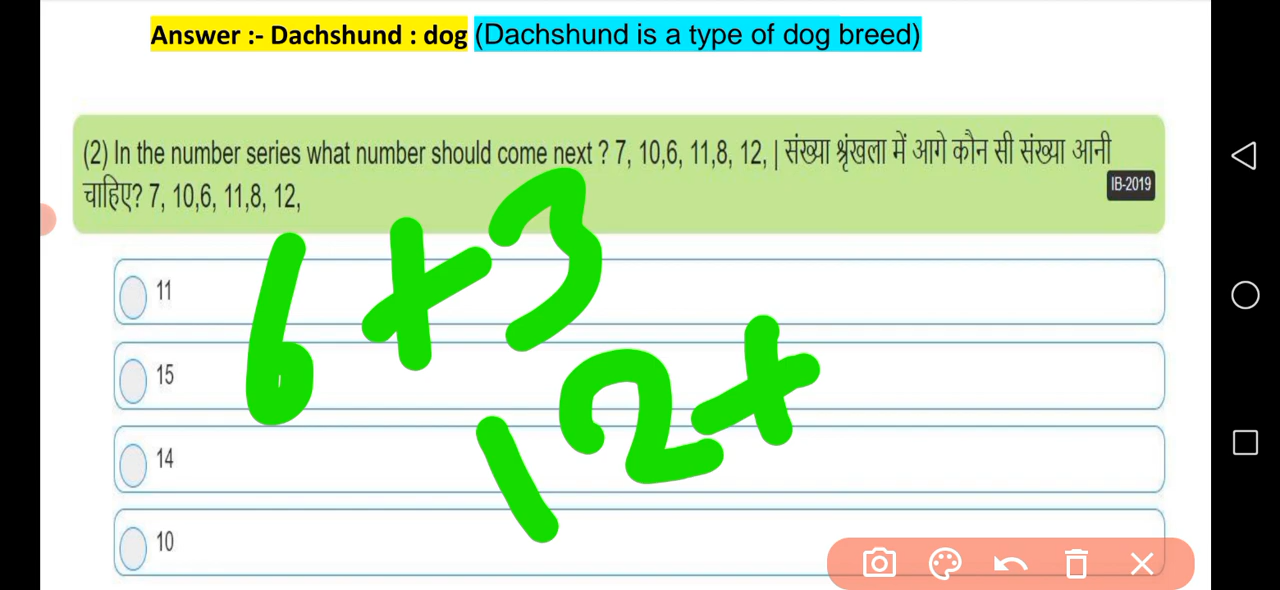 Answer :- Dachshund : dog (Dachshund is a type of dog breed)
(2) In the number series what number should come next ? 7, 10,6, 11,8, 12, | संख्या श्रृंखला में आगे कौन सी संख्या आनी
चाहिए? 7, 10,6, 11,8, 12,
IB-2019
11
15
14
10
6+3
12+